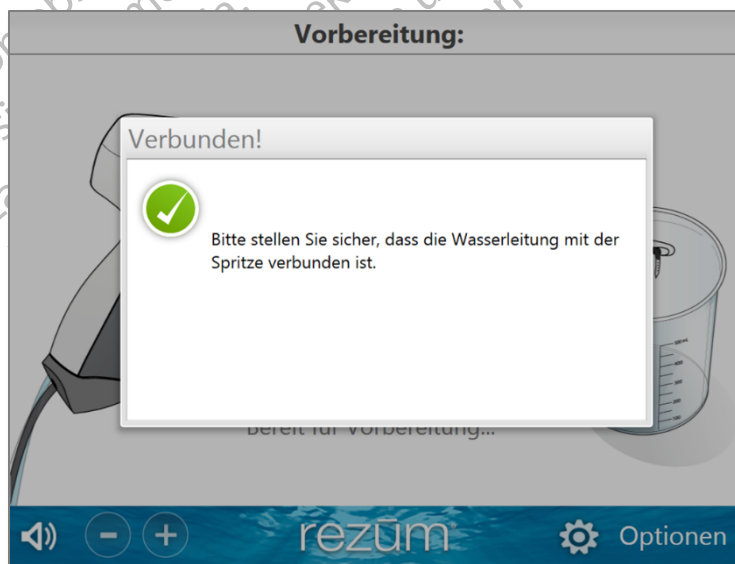 Vorbereitung:
Verbunden!
Bitte stellen Sie sicher, dass die Wasserleitung mit der
Spritze verbunden ist.
Bereit für Vorbereitung...
rezūm
Optionen